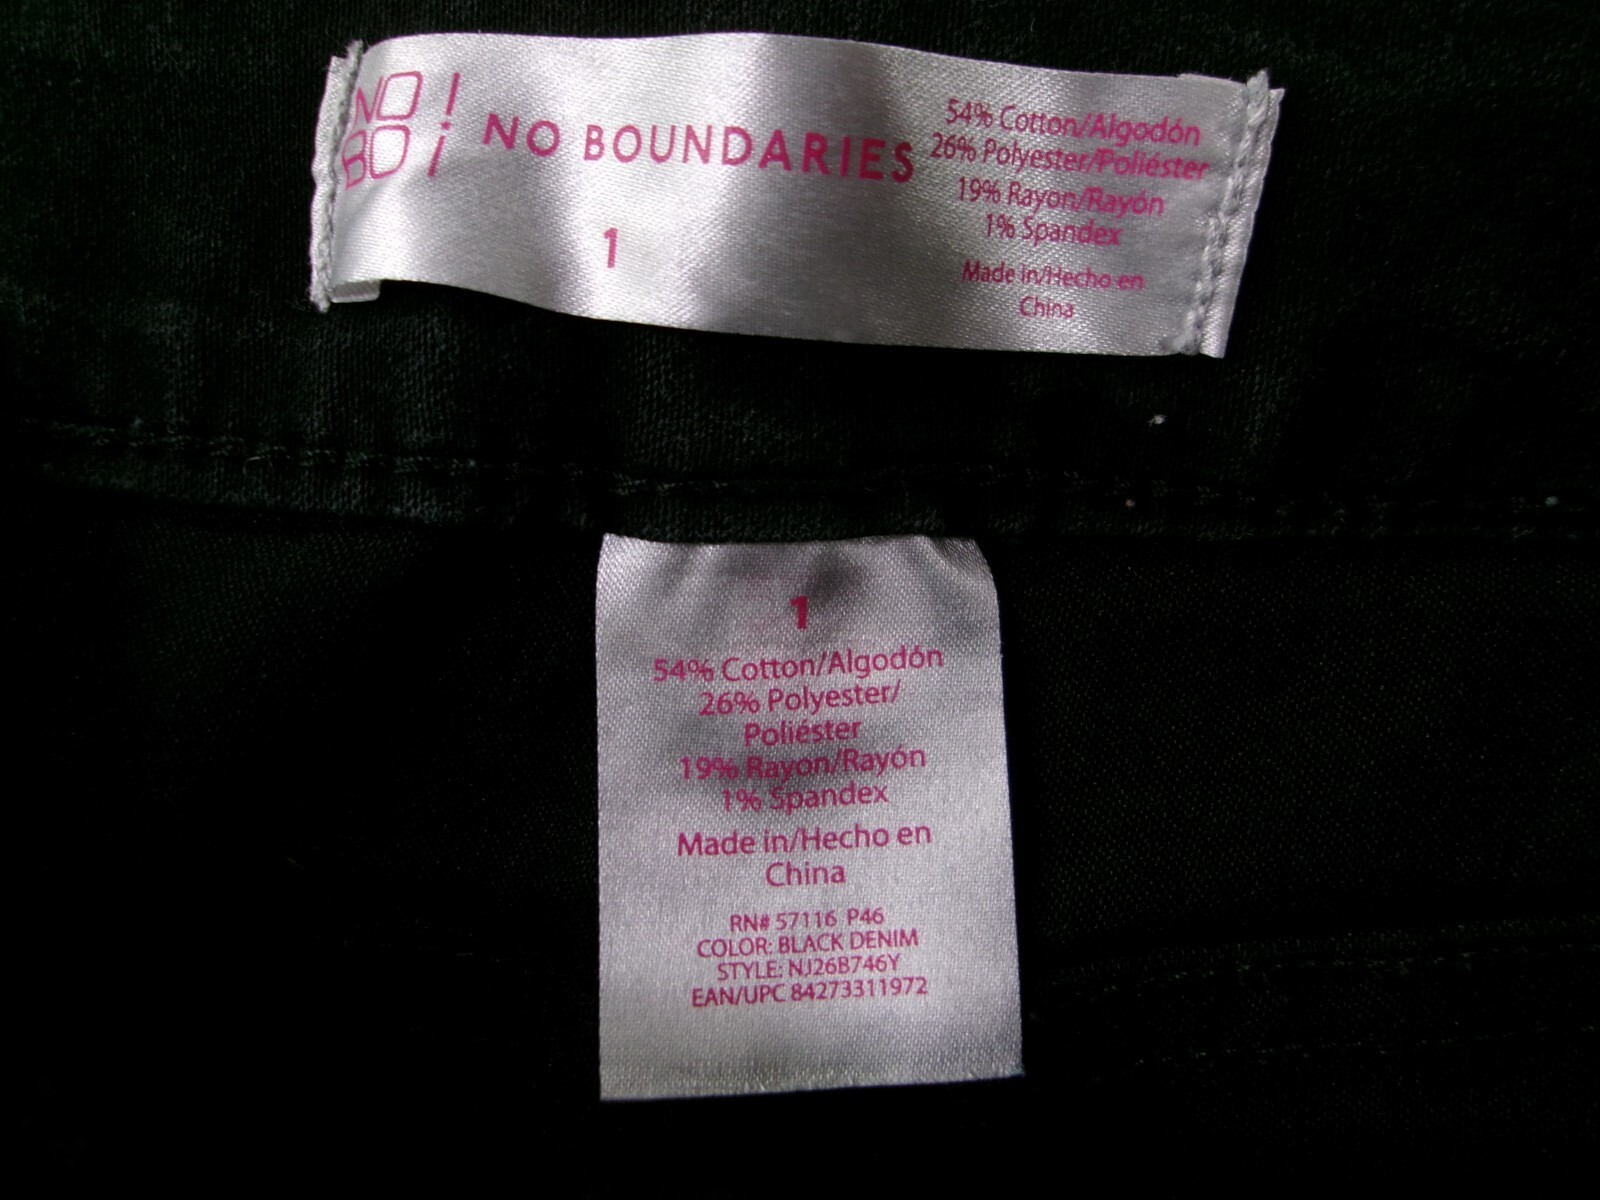 NO !
BO ¡
NO BOUNDARIES
1
54% Cotton/Algodón
26% Polyester/Poliéster
19% Rayon/Rayón
1% Spandex
Made in/Hecho en
China
1
54% Cotton/Algodón
26% Polyester/
Poliéster
19% Rayon/Rayón
1% Spandex
Made in/Hecho en
China
RN# 57116 P46
COLOR: BLACK DENIM
STYLE: NJ26B746Y
EAN/UPC 84273311972